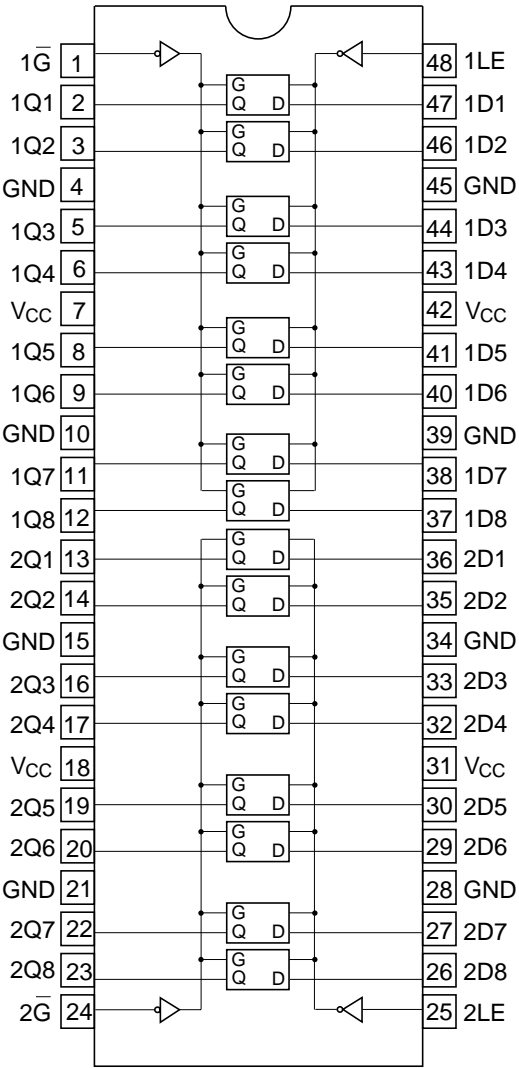 1G̅ 1 48 1LE
G
1Q1 2 Q D 47 1D1
G
1Q2 3 Q D 46 1D2
GND 4 45 GND
G
1Q3 5 Q D 44 1D3
G
1Q4 6 Q D 43 1D4
VCC 7 42 VCC
G
1Q5 8 Q D 41 1D5
G
1Q6 9 Q D 40 1D6
GND 10 39 GND
G
1Q7 11 Q D 38 1D7
G
1Q8 12 Q D 37 1D8
G
2Q1 13 Q D 36 2D1
G
2Q2 14 Q D 35 2D2
GND 15 34 GND
G
2Q3 16 Q D 33 2D3
G
2Q4 17 Q D 32 2D4
VCC 18 31 VCC
G
2Q5 19 Q D 30 2D5
G
2Q6 20 Q D 29 2D6
GND 21 28 GND
G
2Q7 22 Q D 27 2D7
G
2Q8 23 Q D 26 2D8
2G̅ 24 25 2LE